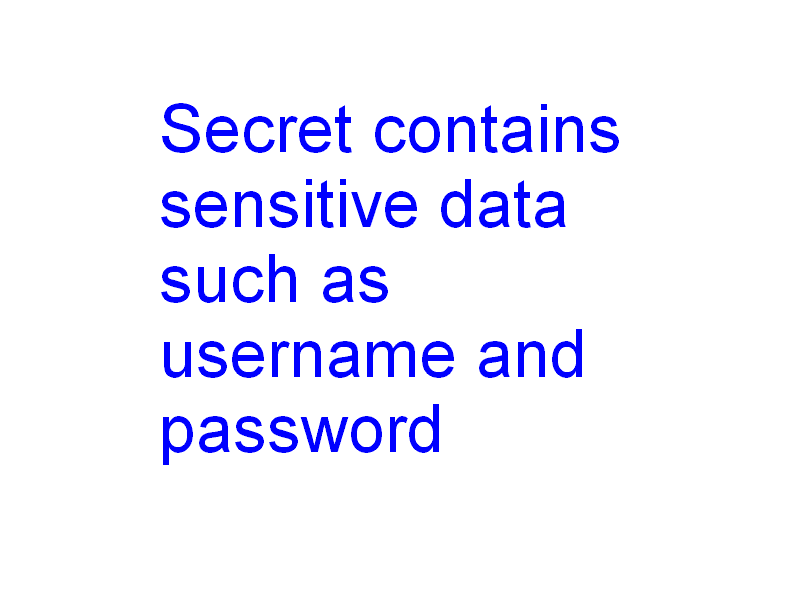 Secret contains
sensitive data
such as
username and
password